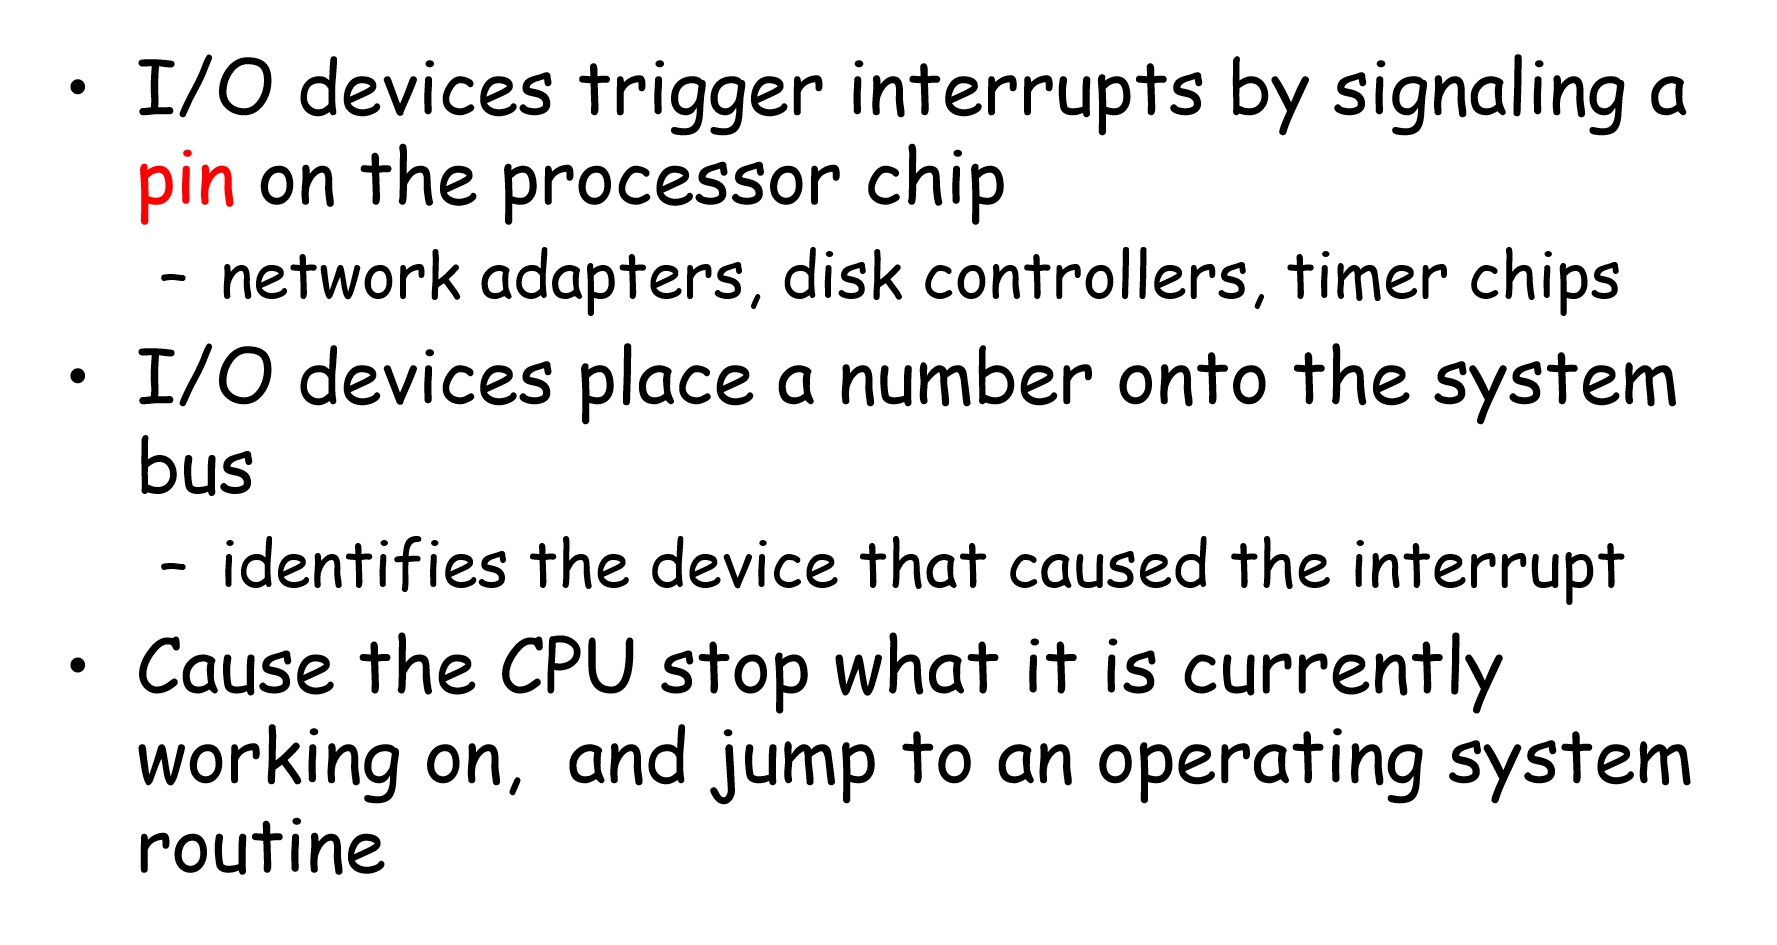 • I/O devices trigger interrupts by signaling a
pin on the processor chip
– network adapters, disk controllers, timer chips
• I/O devices place a number onto the system
bus
– identifies the device that caused the interrupt
• Cause the CPU stop what it is currently
working on,  and jump to an operating system
routine